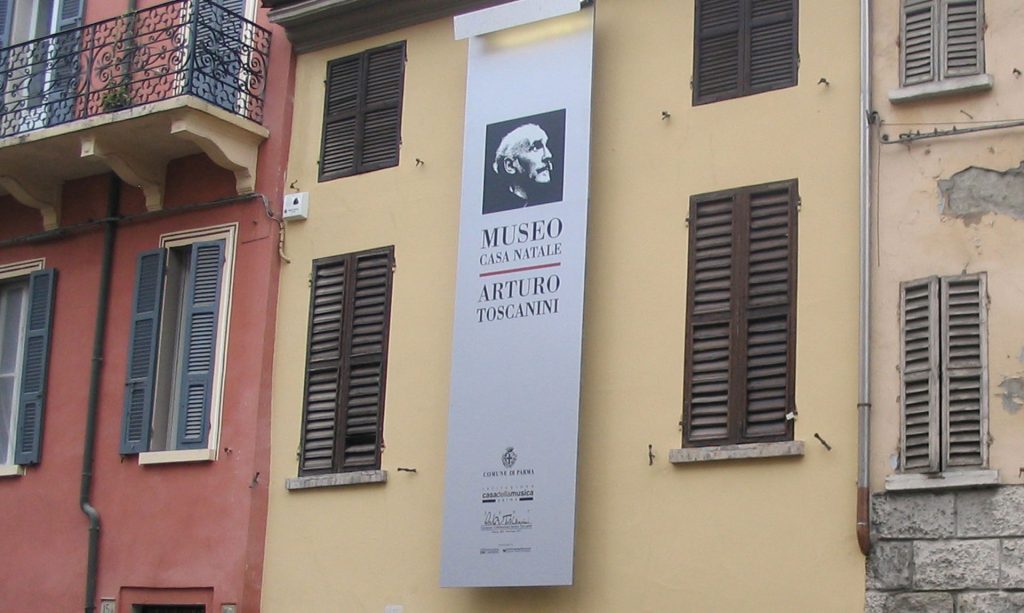 MUSEO
CASA NATALE
ARTURO
TOSCANINI
COMUNE DI PARMA
casadellamusica